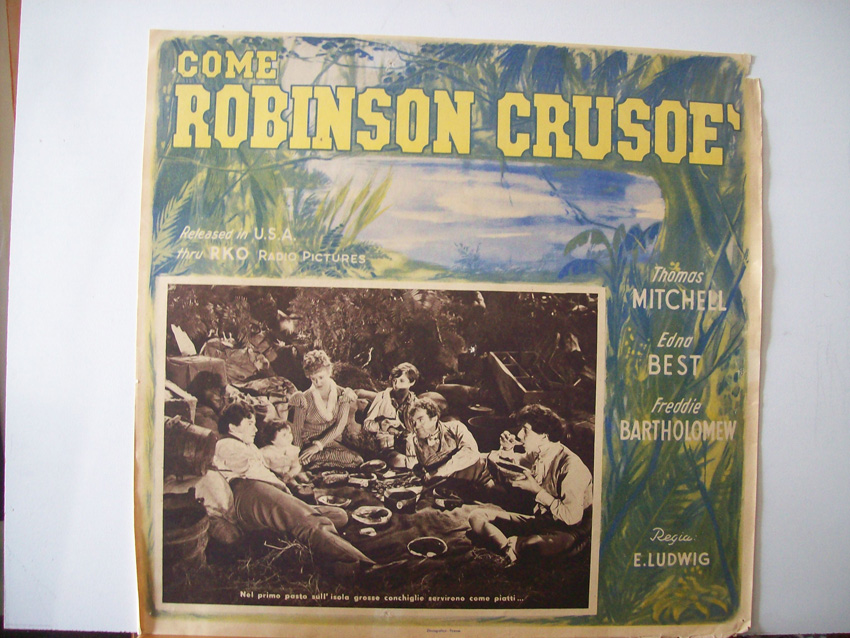 COME
ROBINSON CRUSOE'
Released in U.S.A.
thru RKO RADIO PICTURES
Thomas
MITCHELL
Edna
BEST
Freddie
BARTHOLOMEW
Regia
E.LUDWIG
Nel primo pasto sull'isola grosse conchiglie servirono come piatti...